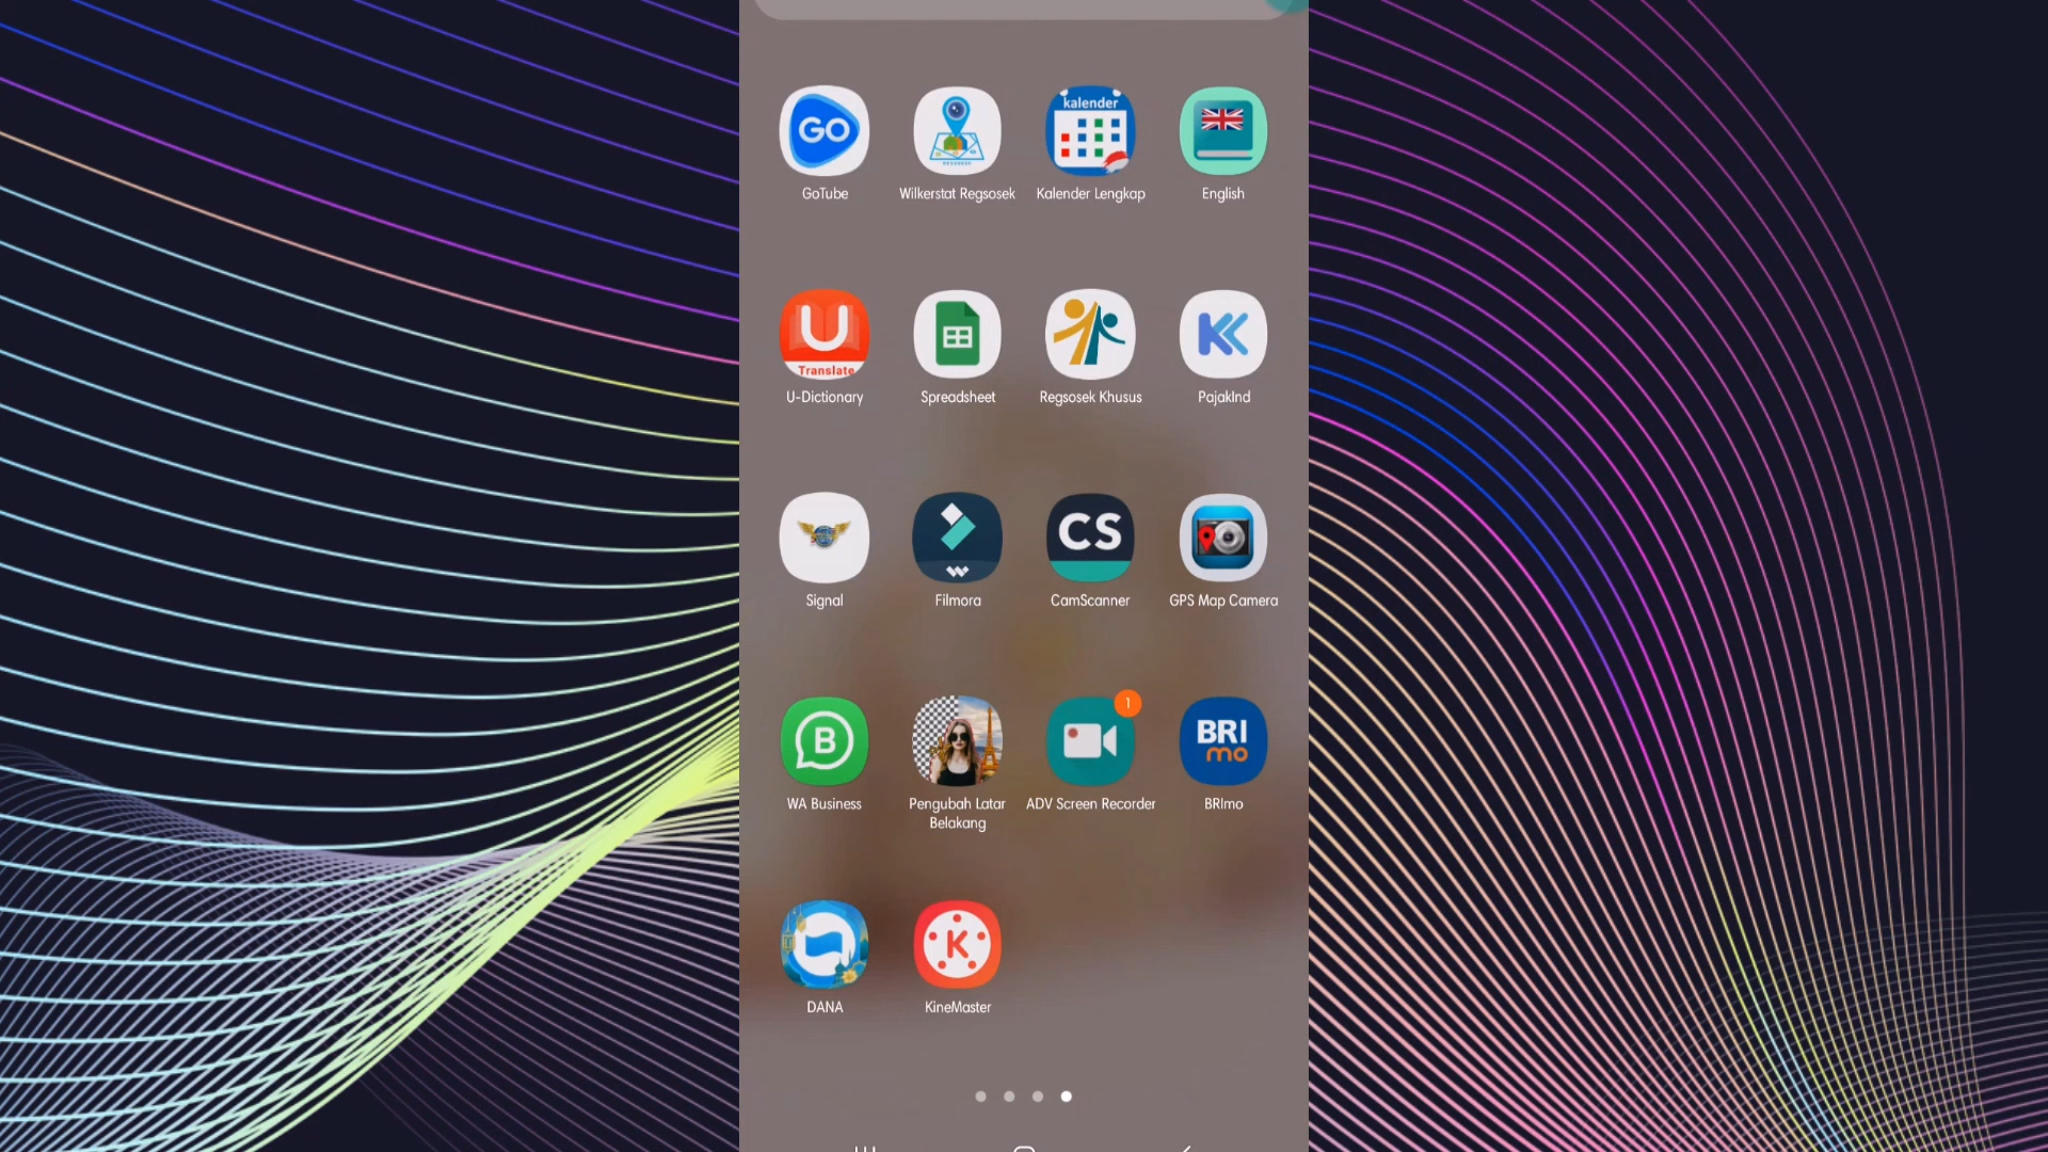 GO
kalender
GoTube
Wilkerstat Regsosek
Kalender Lengkap
English
U
Translate
U-Dictionary
Spreadsheet
Regsosek Khusus
PajakInd
CS
Signal
Filmora
CamScanner
GPS Map Camera
B
1
BRI
mo
WA Business
Pengubah Latar
Belakang
ADV Screen Recorder
BRImo
K
DANA
KineMaster